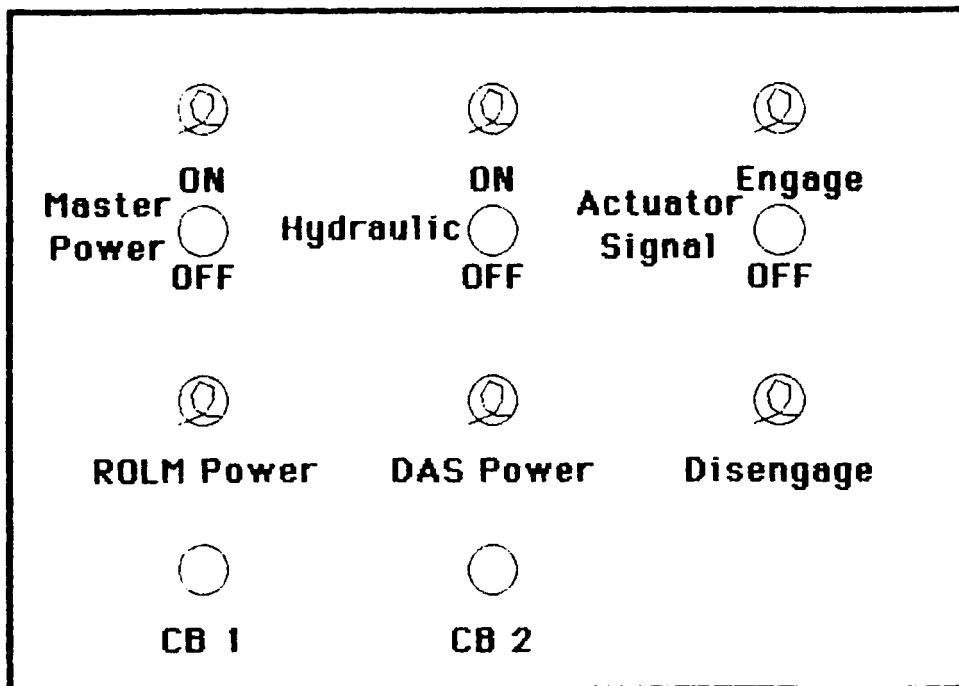 ON ON Engage
Master Power Hydraulic Actuator Signal
OFF OFF OFF
ROLM Power DAS Power Disengage
CB 1 CB 2